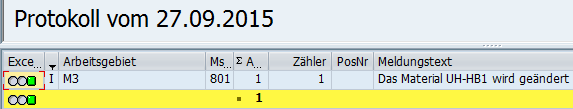 Protokoll vom 27.09.2015
Exce... Arbeitsgebiet Ms... Σ A... Zähler PosNr Meldungstext
I M3 801 1 1 Das Material UH-HB1 wird geändert
1